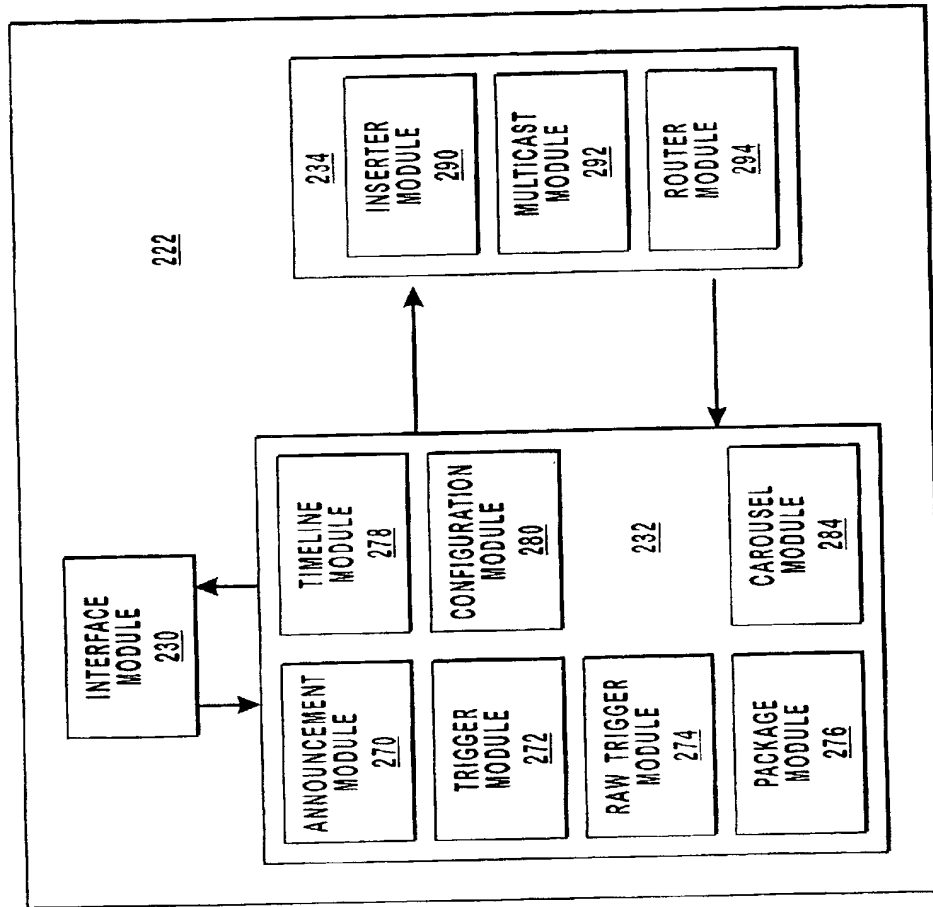 222
INTERFACE
MODULE
230
ANNOUNCEMENT
MODULE
270
TIMELINE
MODULE
278
TRIGGER
MODULE
272
CONFIGURATION
MODULE
280
RAW TRIGGER
MODULE
274
232
PACKAGE
MODULE
276
CAROUSEL
MODULE
284
234
INSERTER
MODULE
290
MULTICAST
MODULE
292
ROUTER
MODULE
294